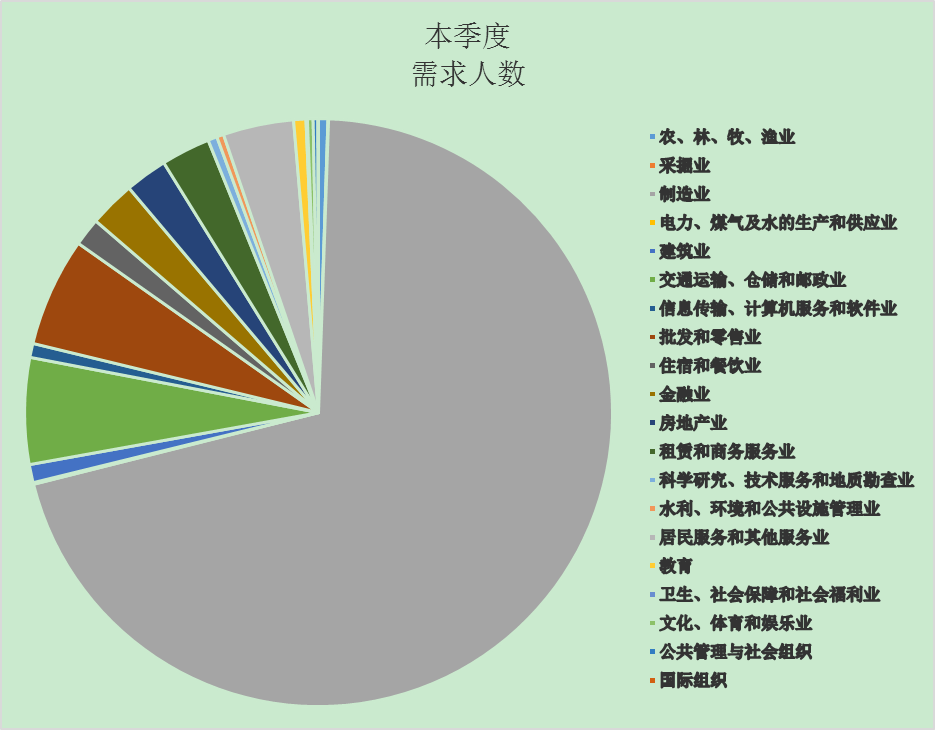 本季度
需求人数
农、林、牧、渔业
采掘业
制造业
电力、煤气及水的生产和供应业
建筑业
交通运输、仓储和邮政业
信息传输、计算机服务和软件业
批发和零售业
住宿和餐饮业
金融业
房地产业
租赁和商务服务业
科学研究、技术服务和地质勘查业
水利、环境和公共设施管理业
居民服务和其他服务业
教育
卫生、社会保障和社会福利业
文化、体育和娱乐业
公共管理与社会组织
国际组织